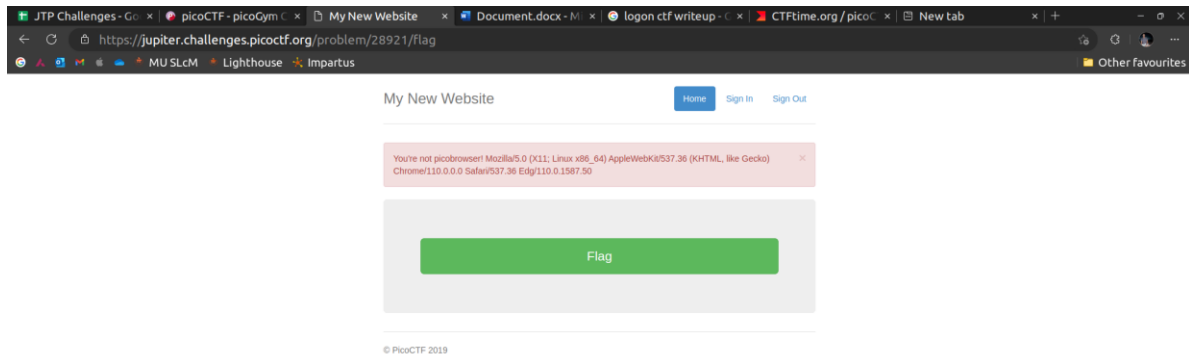 JTP Challenges - Go
picoCTF - picoGym C
My New Website
Document.docx - Mi
logon ctf writeup - G
CTFtime.org / picoC
New tab
https://jupiter.challenges.picoctf.org/problem/28921/flag
MU SLcM
Lighthouse
Impartus
Other favourites
My New Website
Home
Sign In
Sign Out
You're not picobrowser! Mozilla/5.0 (X11; Linux x86_64) AppleWebKit/537.36 (KHTML, like Gecko)
Chrome/110.0.0.0 Safari/537.36 Edg/110.0.1587.50
Flag
© PicoCTF 2019